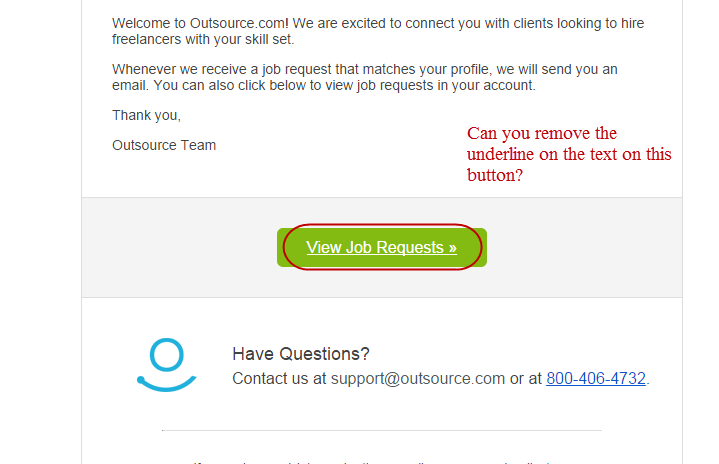 Welcome to Outsource.com! We are excited to connect you with clients looking to hire
freelancers with your skill set.
Whenever we receive a job request that matches your profile, we will send you an
email. You can also click below to view job requests in your account.
Thank you,
Outsource Team
Can you remove the
underline on the text on this
button?
View Job Requests »
Have Questions?
Contact us at support@outsource.com or at 800-406-4732.